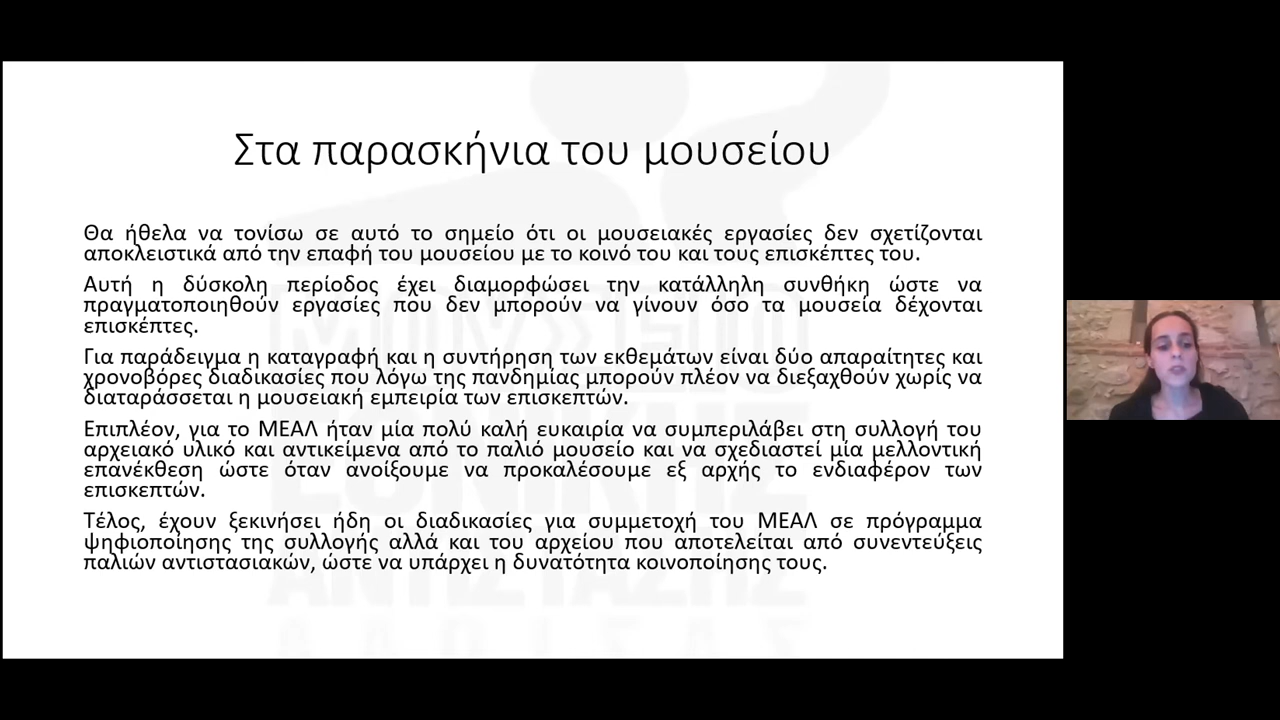 Στα παρασκήνια του μουσείου
Θα ήθελα να τονίσω σε αυτό το σημείο ότι οι μουσειακές εργασίες δεν σχετίζονται
αποκλειστικά από την επαφή του μουσείου με το κοινό του και τους επισκέπτες του.
Αυτή η δύσκολη περίοδος έχει διαμορφώσει την κατάλληλη συνθήκη ώστε να
πραγματοποιηθούν εργασίες που δεν μπορούν να γίνουν όσο τα μουσεία δέχονται
επισκέπτες.
Για παράδειγμα η καταγραφή και η συντήρηση των εκθεμάτων είναι δύο απαραίτητες και
χρονοβόρες διαδικασίες που λόγω της πανδημίας μπορούν πλέον να διεξαχθούν χωρίς να
διαταράσσεται η μουσειακή εμπειρία των επισκεπτών.
Επιπλέον, για το ΜΕΑΛ ήταν μία πολύ καλή ευκαιρία να συμπεριλάβει στη συλλογή του
αρχειακό υλικό και αντικείμενα από το παλιό μουσείο και να σχεδιαστεί μία μελλοντική
επανέκθεση ώστε όταν ανοίξουμε να προκαλέσουμε εξ αρχής το ενδιαφέρον των
επισκεπτών.
Τέλος, έχουν ξεκινήσει ήδη οι διαδικασίες για συμμετοχή του ΜΕΑΛ σε πρόγραμμα
ψηφιοποίησης της συλλογής αλλά και του αρχείου που αποτελείται από συνεντεύξεις
παλιών αντιστασιακών, ώστε να υπάρχει η δυνατότητα κοινοποίησης τους.